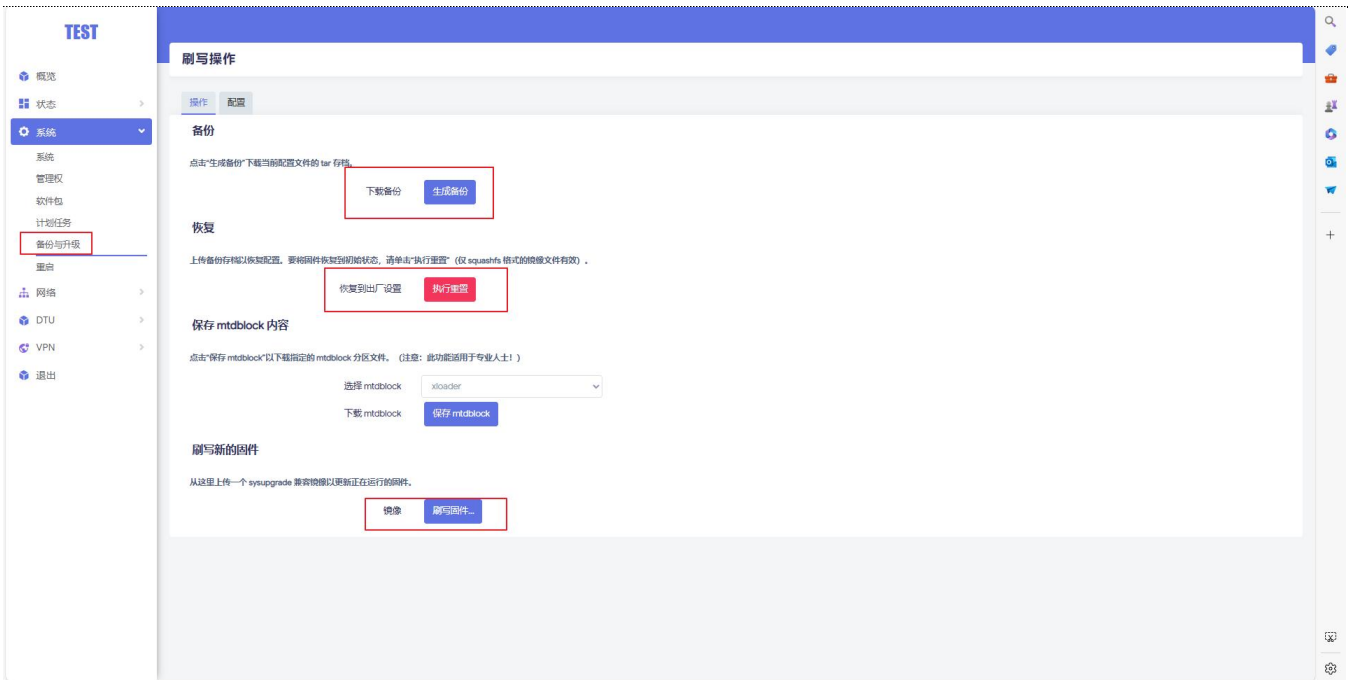 TEST
概览
状态
系统
系统
管理权
软件包
计划任务
备份与升级
重启
网络
DTU
VPN
退出
刷写操作
操作 配置
备份
点击“生成备份”下载当前配置文件的 tar 存档。
下载备份 生成备份
恢复
上传备份存档以恢复配置。要将固件恢复到初始状态，请单击“执行重置”（仅 squashfs 格式的镜像文件有效）。
恢复到出厂设置 执行重置
保存 mtdblock 内容
点击“保存 mtdblock”以下载指定的 mtdblock 分区文件。（注意：此功能适用于专业人士！）
选择 mtdblock xloader
下载 mtdblock 保存 mtdblock
刷写新的固件
从这里上传一个 sysupgrade 兼容镜像以更新正在运行的固件。
镜像 刷写固件...